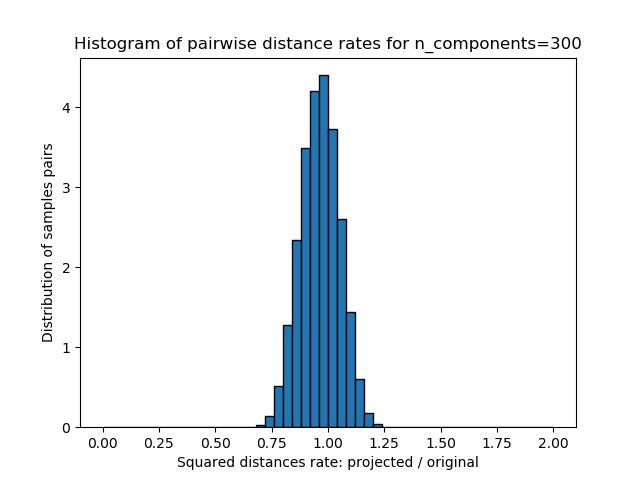 Histogram of pairwise distance rates for n_components=300
Distribution of samples pairs
4
3
2
1
0
0.00 0.25 0.50 0.75 1.00 1.25 1.50 1.75 2.00
Squared distances rate: projected / original